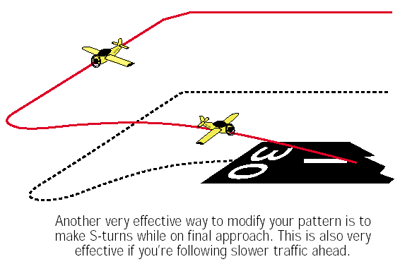 30
Another very effective way to modify your pattern is to
make S-turns while on final approach. This is also very
effective if you're following slower traffic ahead.